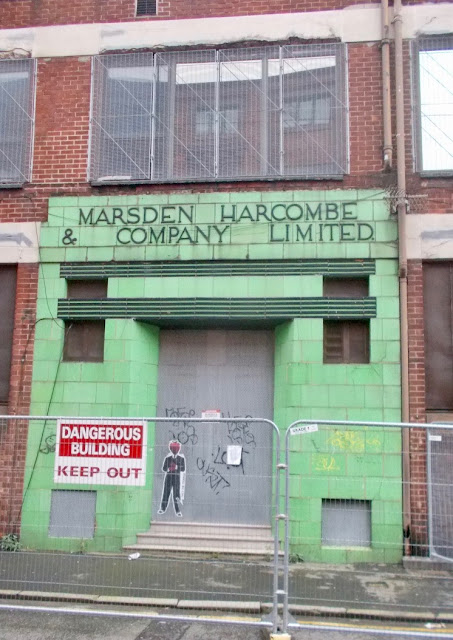 MARSDEN HARCOMBE
& COMPANY LIMITED.
DANGEROUS
BUILDING
KEEP OUT